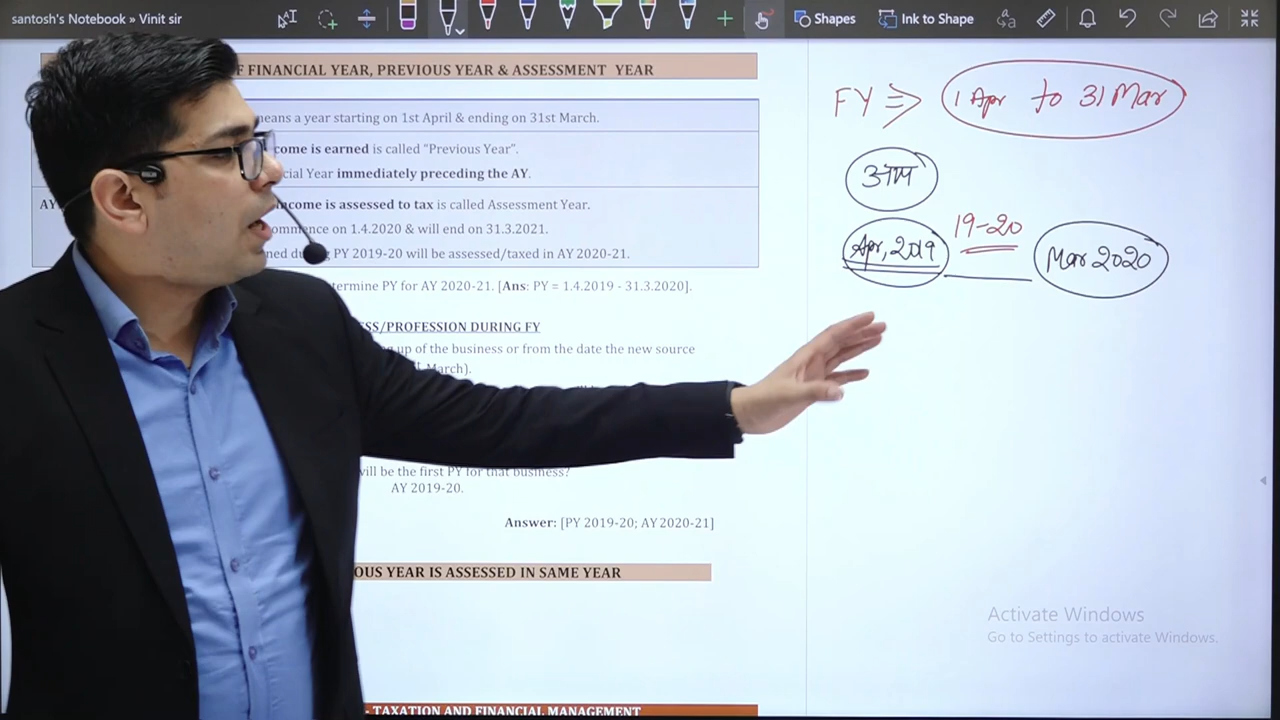 santosh's Notebook » Vinit sir
Shapes
Ink to Shape
FINANCIAL YEAR, PREVIOUS YEAR & ASSESSMENT YEAR
FY ⇒ 1 Apr to 31 Mar
means a year starting on 1st April & ending on 31st March.
come is earned is called “Previous Year”.
cial Year immediately preceding the AY.
आप
AY
income is assessed to tax is called Assessment Year.
ommence on 1.4.2020 & will end on 31.3.2021.
ned during PY 2019-20 will be assessed/taxed in AY 2020-21.
Apr, 2019 19-20 Mar 2020
termine PY for AY 2020-21. [Ans: PY = 1.4.2019 - 31.3.2020].
SS/PROFESSION DURING FY
up of the business or from the date the new source
March).
will be the first PY for that business?
AY 2019-20.
Answer: [PY 2019-20; AY 2020-21]
OUS YEAR IS ASSESSED IN SAME YEAR
Activate Windows
Go to Settings to activate Windows.
- TAXATION AND FINANCIAL MANAGEMENT